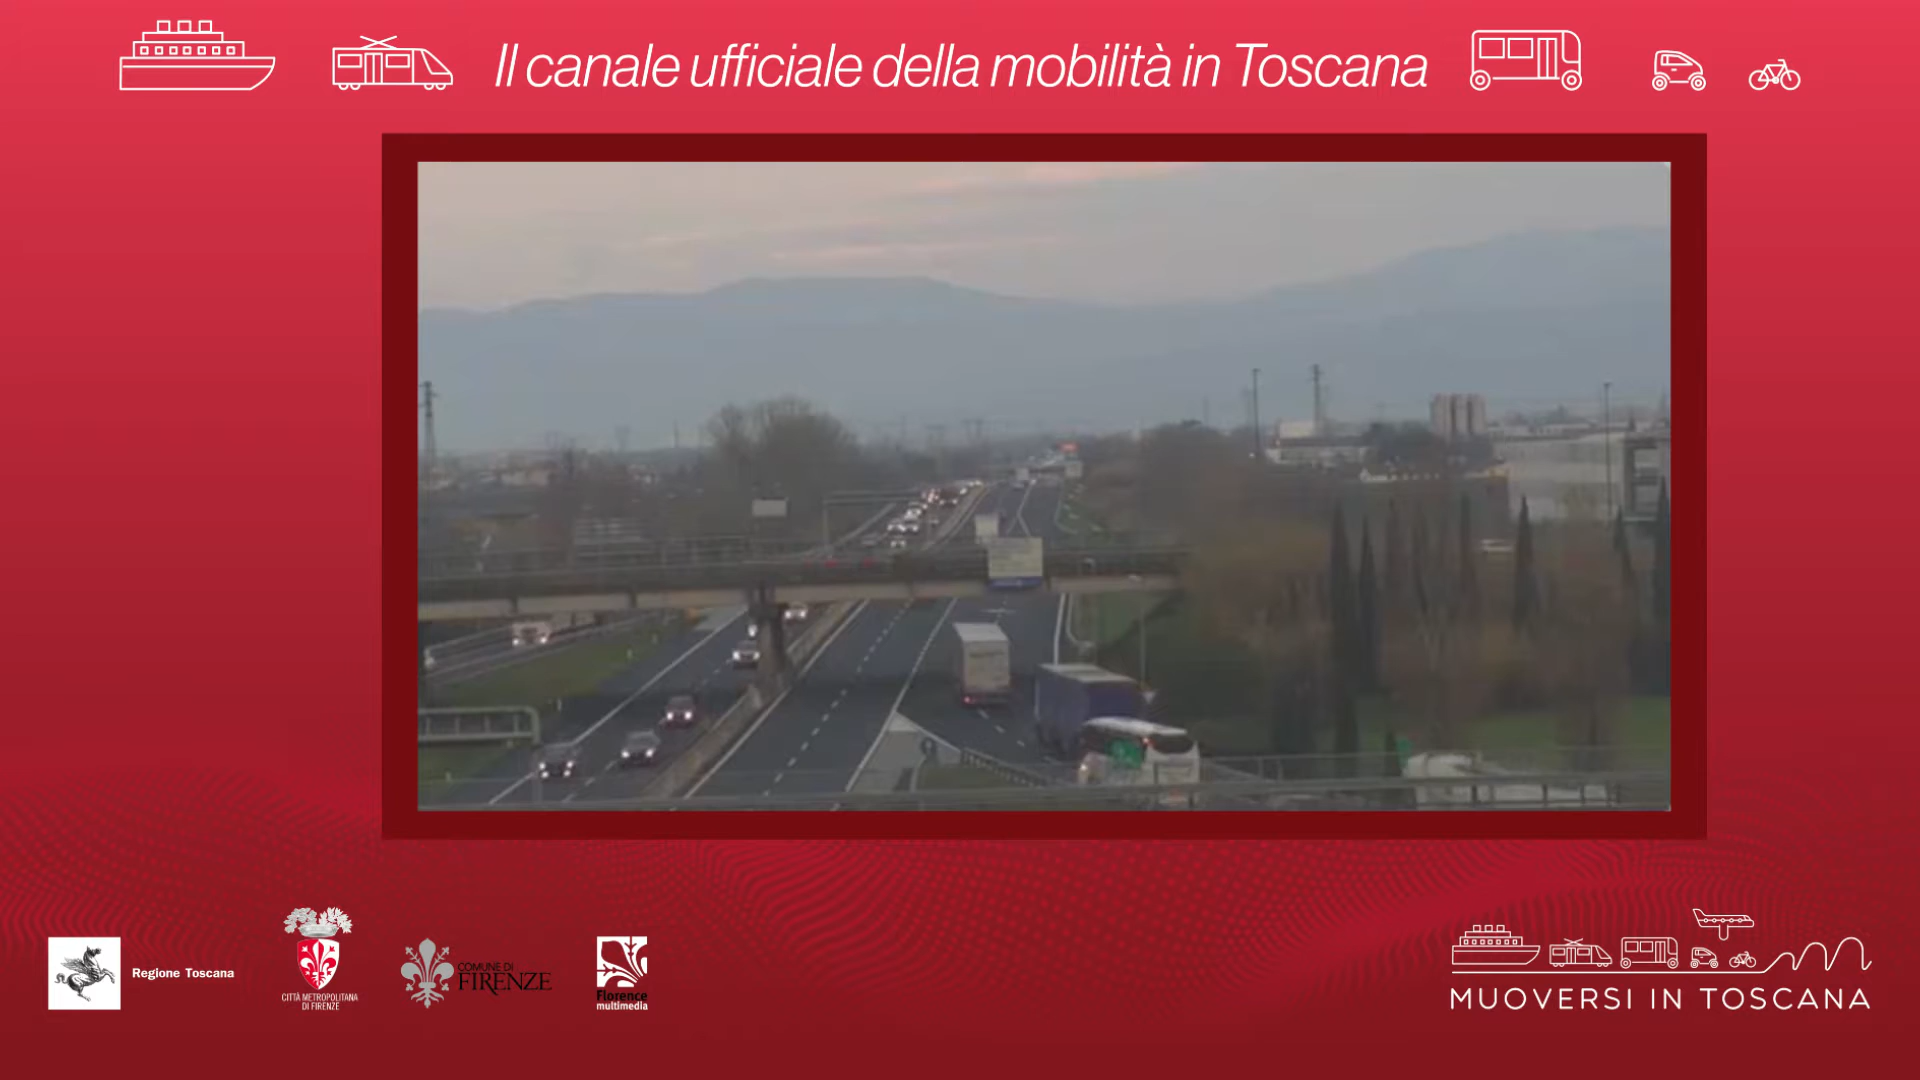 Il canale ufficiale della mobilità in Toscana
Regione Toscana
CITTÀ METROPOLITANA
DI FIRENZE
COMUNE DI
FIRENZE
Florence
multimedia
MUOVERSI IN TOSCANA